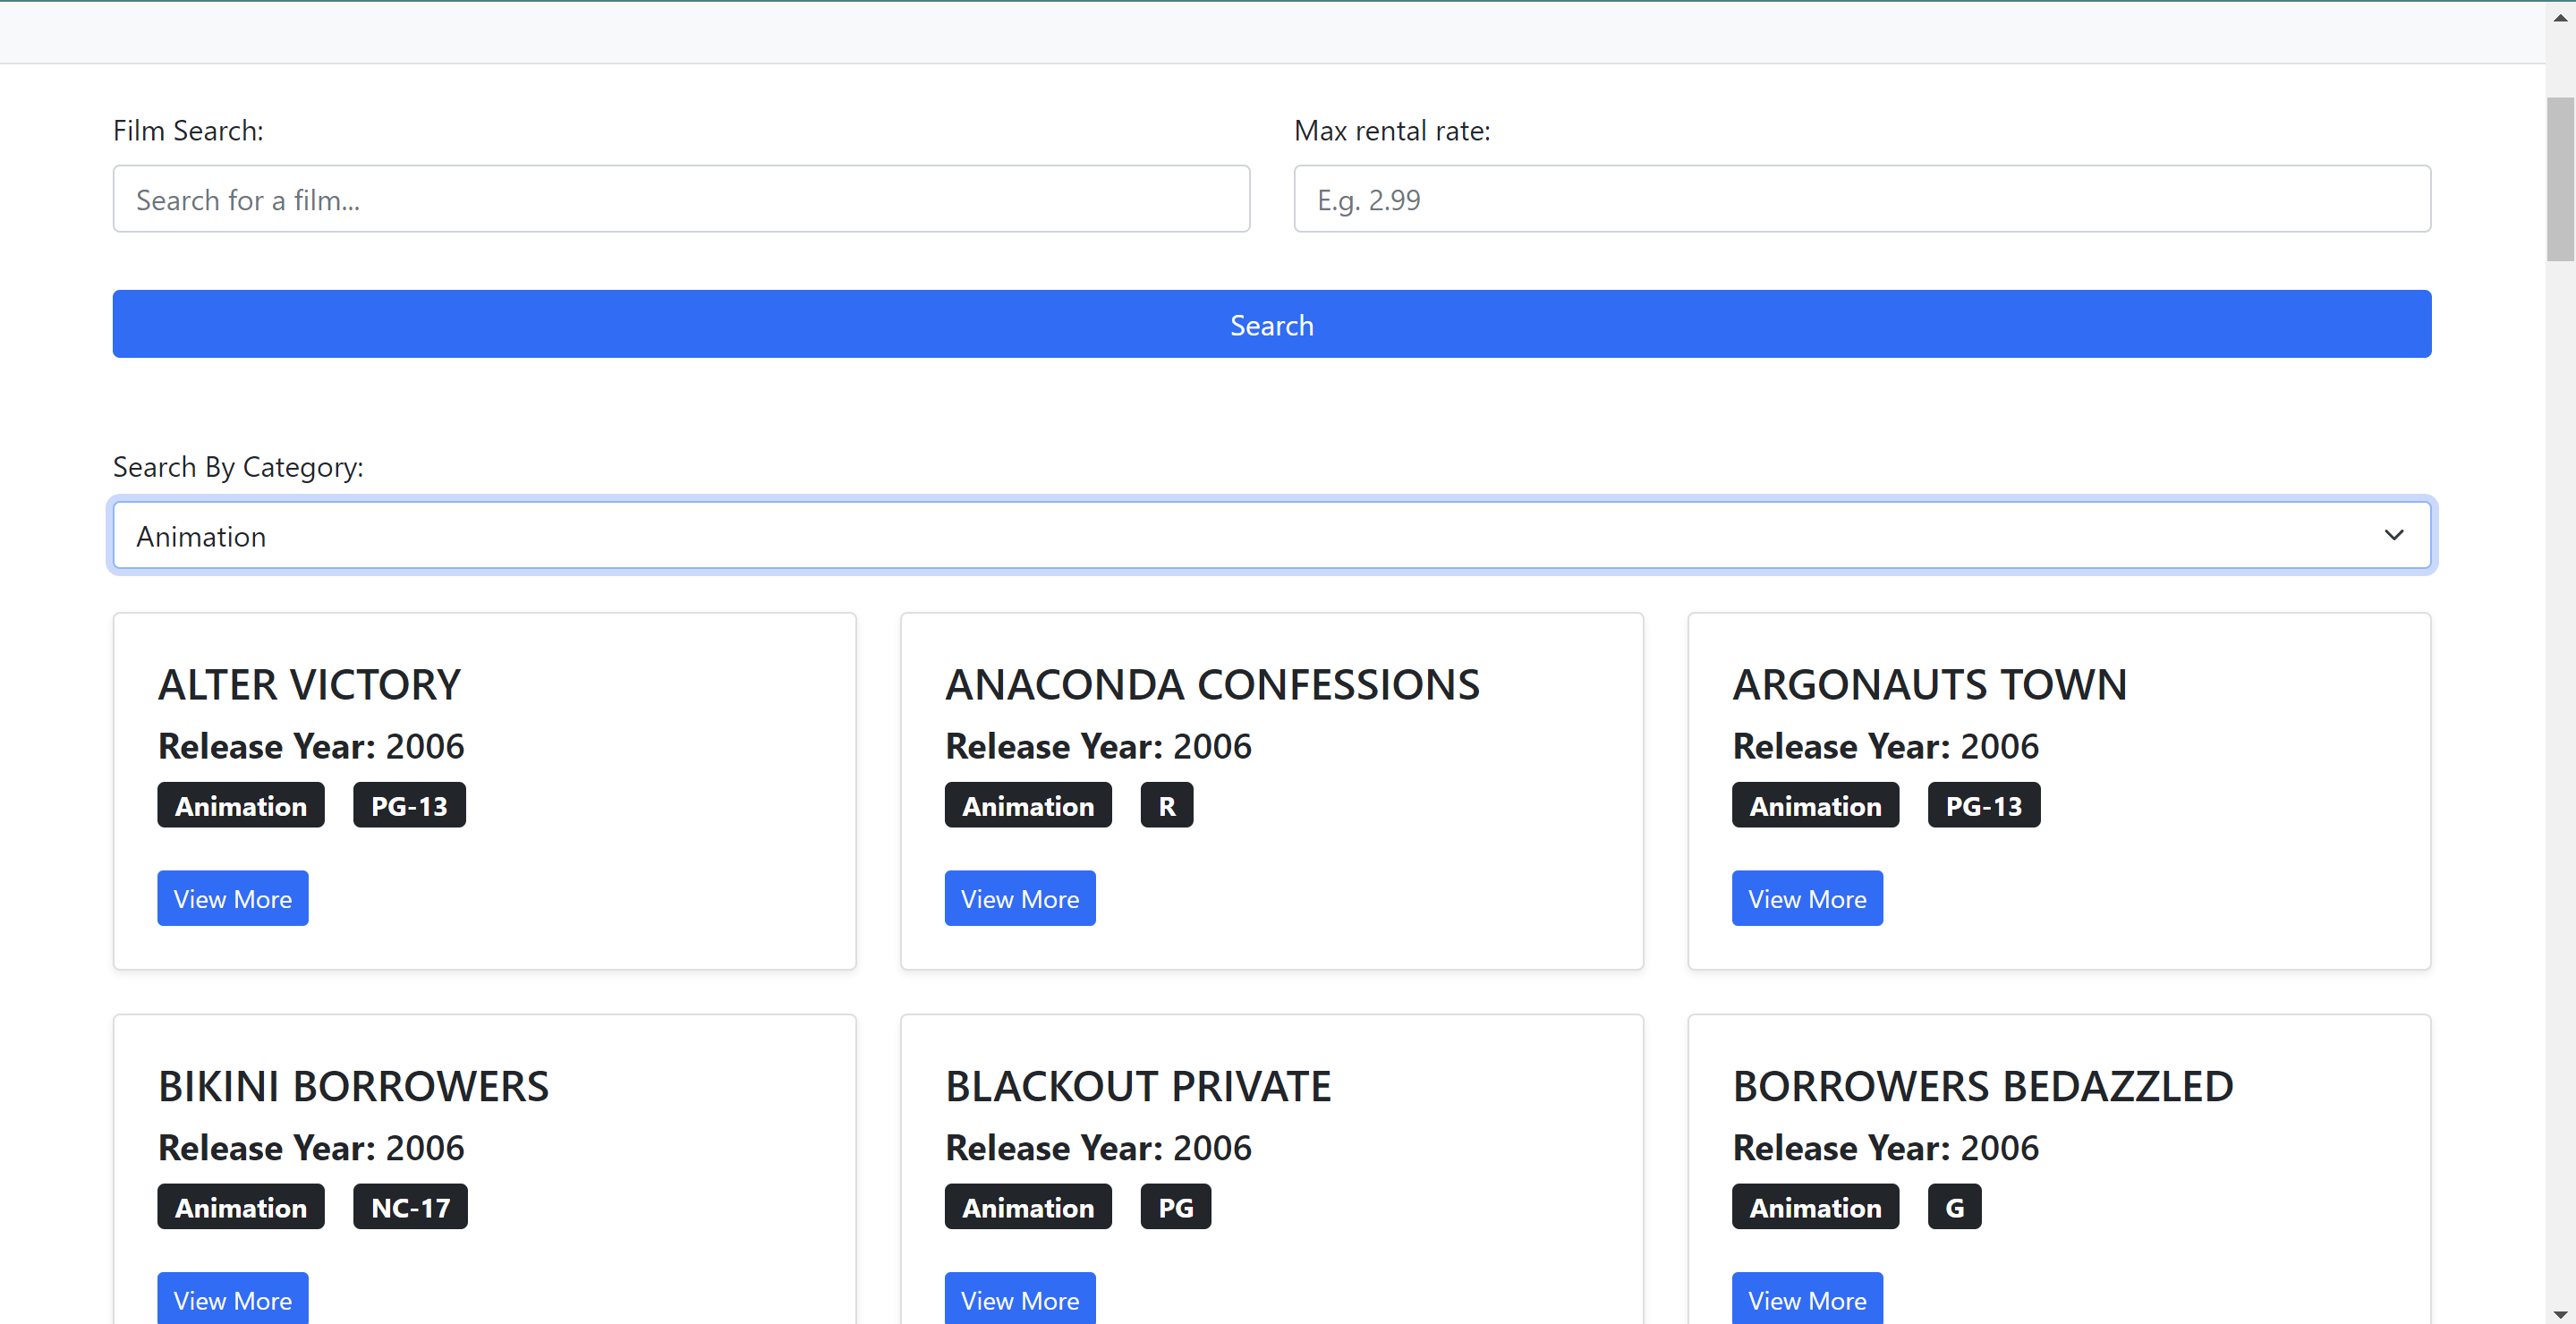 Film Search:
Max rental rate:
Search for a film...
E.g. 2.99
Search
Search By Category:
Animation
ALTER VICTORY
Release Year: 2006
Animation PG-13
View More
ANACONDA CONFESSIONS
Release Year: 2006
Animation R
View More
ARGONAUTS TOWN
Release Year: 2006
Animation PG-13
View More
BIKINI BORROWERS
Release Year: 2006
Animation NC-17
View More
BLACKOUT PRIVATE
Release Year: 2006
Animation PG
View More
BORROWERS BEDAZZLED
Release Year: 2006
Animation G
View More